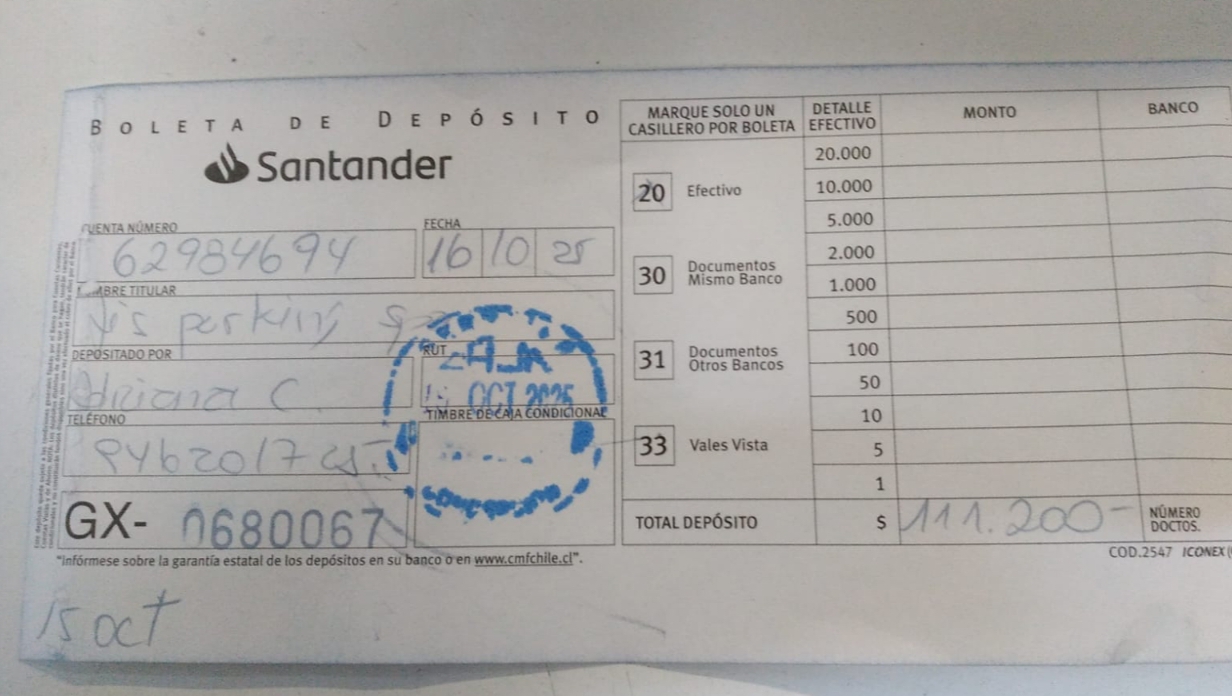 BOLETA DE DEPÓSITO
Santander
CUENTA NÚMERO
62984694
FECHA
16 10 25
TITULAR
parking
DEPOSITADO POR
Adriana C.
RUT
CAJA
OCT 2025
TELÉFONO
TIMBRE DE CAJA CONDICIONAL
GX- 0680067
"Infórmese sobre la garantía estatal de los depósitos en su banco o en www.cmfchile.cl".
15 oct
MARQUE SOLO UN
CASILLERO POR BOLETA
20 Efectivo
30 Documentos
Mismo Banco
31 Documentos
Otros Bancos
33 Vales Vista
DETALLE
EFECTIVO
MONTO
BANCO
20.000
10.000
5.000
2.000
1.000
500
100
50
10
5
1
TOTAL DEPÓSITO
$ 111.200-
NÚMERO
DOCTOS.
COD.2547 ICONEX